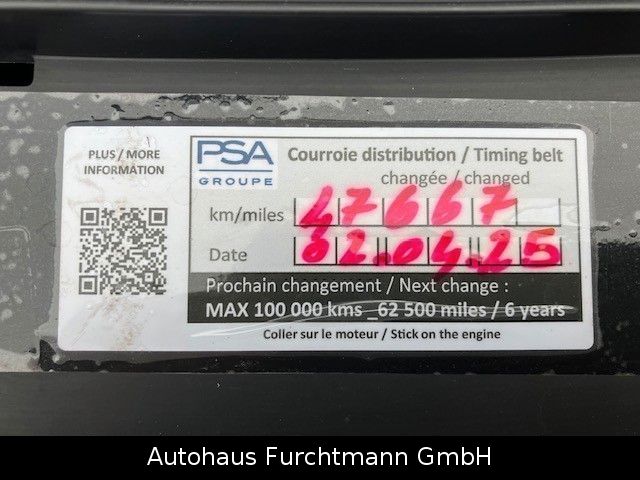 PLUS / MORE
INFORMATION
PSA
GROUPE
Courroie distribution / Timing belt
changée / changed
km/miles 47667
Date 02.04.25
Prochain changement / Next change :
MAX 100 000 kms _62 500 miles / 6 years
Coller sur le moteur / Stick on the engine
Autohaus Furchtmann GmbH